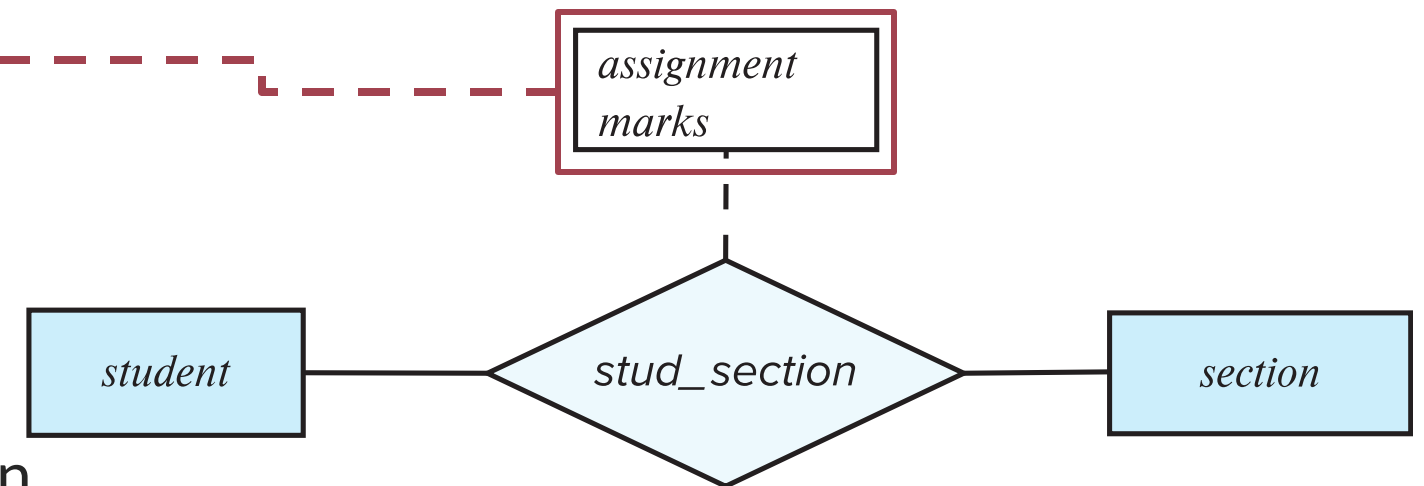 assignment
marks
student
stud_section
section
n